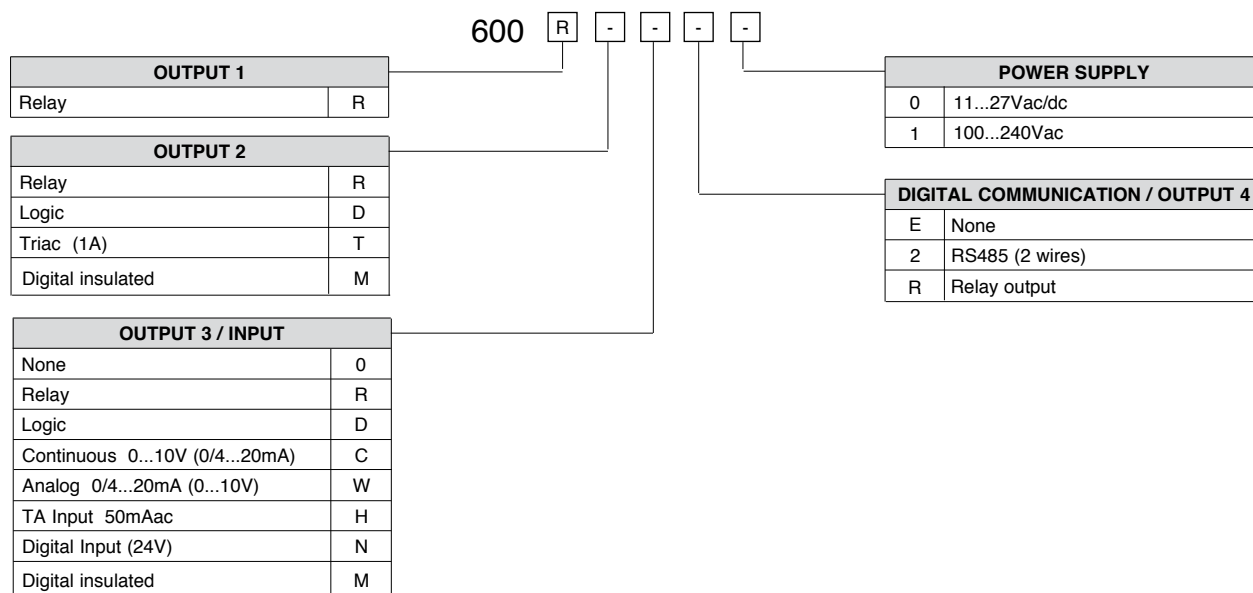 600 R - - - -
OUTPUT 1
Relay R
OUTPUT 2
Relay R
Logic D
Triac (1A) T
Digital insulated M
OUTPUT 3 / INPUT
None 0
Relay R
Logic D
Continuous 0...10V (0/4...20mA) C
Analog 0/4...20mA (0...10V) W
TA Input 50mAac H
Digital Input (24V) N
Digital insulated M
POWER SUPPLY
0 11...27Vac/dc
1 100...240Vac
DIGITAL COMMUNICATION / OUTPUT 4
E None
2 RS485 (2 wires)
R Relay output